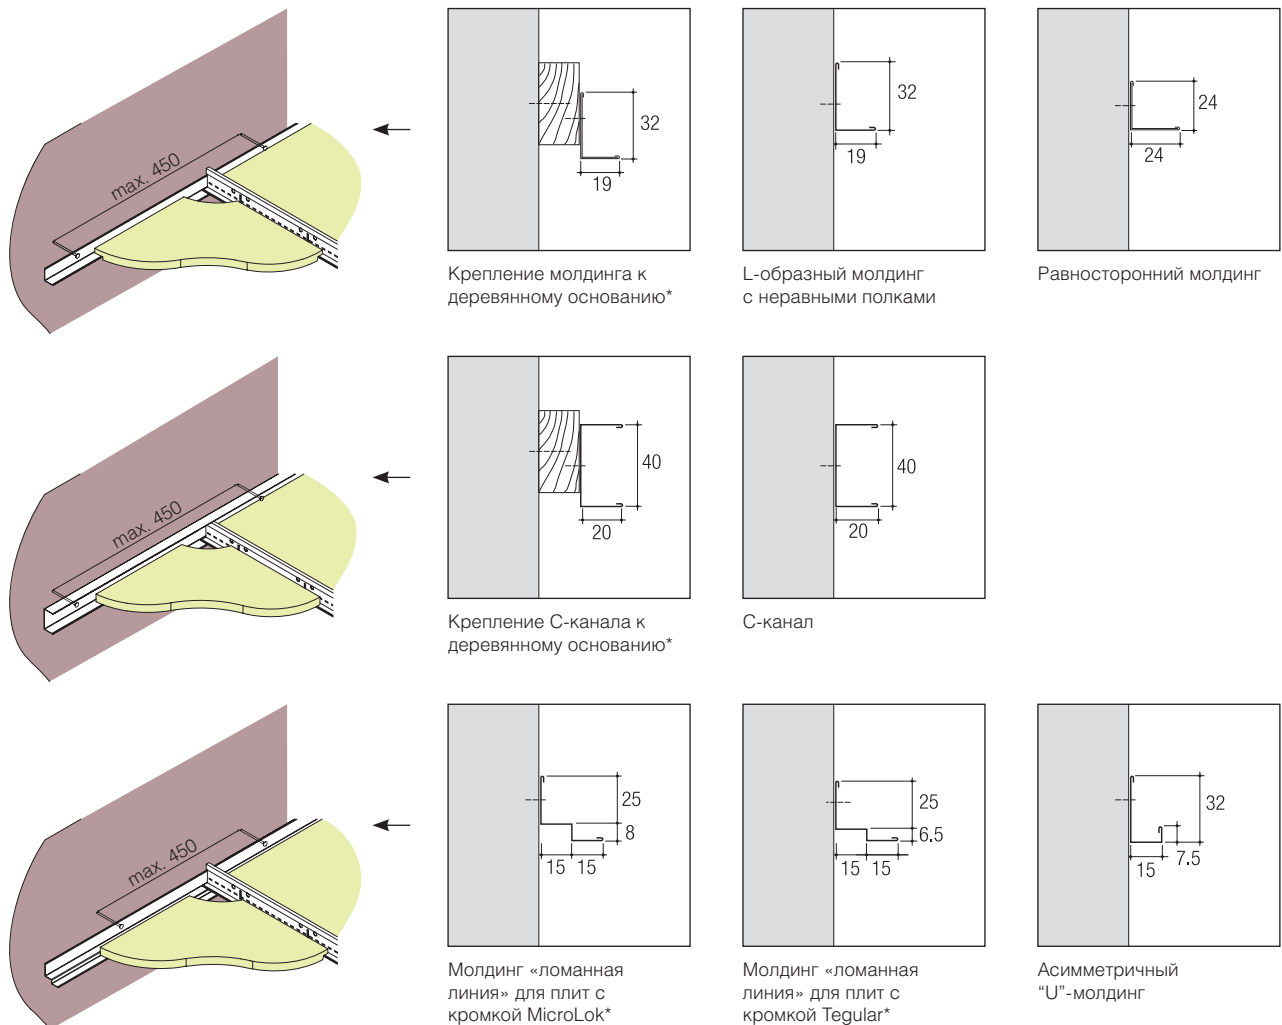 max. 450
32
19
32
19
24
24
Крепление молдинга к
деревянному основанию*
L-образный молдинг
с неравными полками
Равносторонний молдинг
max. 450
40
20
40
20
Крепление C-канала к
деревянному основанию*
C-канал
max. 450
25
8
15 15
25
6.5
15 15
32
15 7.5
Молдинг «ломанная
линия» для плит с
кромкой MicroLok*
Молдинг «ломанная
линия» для плит с
кромкой Tegular*
Асимметричный
“U”-молдинг